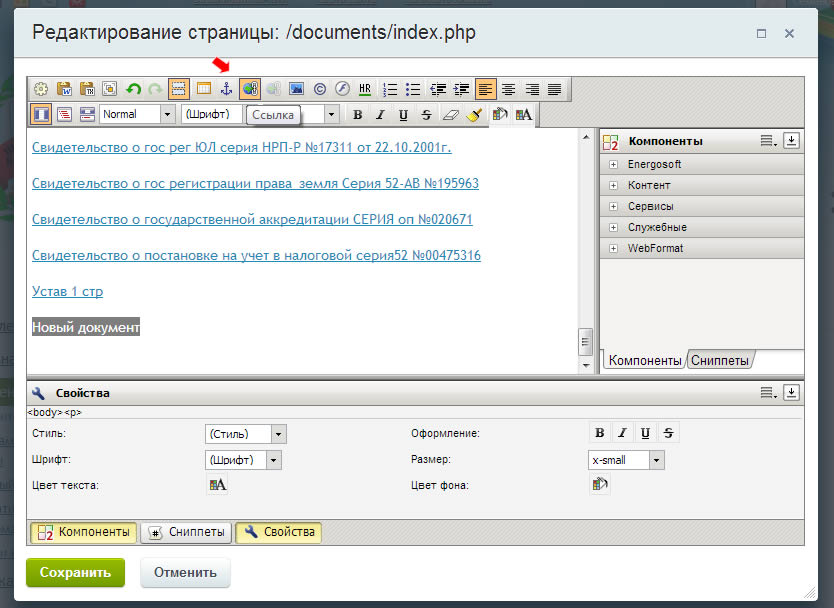 Редактирование страницы: /documents/index.php
HR
Normal
(Шрифт)
Ссылка
B I U S
Свидетельство о гос рег ЮЛ серия НРП-Р №17311 от 22.10.2001г.
Свидетельство о гос регистрации права земля Серия 52-АВ №195963
Свидетельство о государственной аккредитации СЕРИЯ оп №020671
Свидетельство о постановке на учет в налоговой серия52 №00475316
Устав 1 стр
Новый документ
Компоненты
Energosoft
Контент
Сервисы
Служебные
WebFormat
Компоненты Сниппеты
Свойства
<body><p>
Стиль: (Стиль) Оформление: B I U S
Шрифт: (Шрифт) Размер: x-small
Цвет текста: Цвет фона:
Компоненты Сниппеты Свойства
Сохранить Отменить